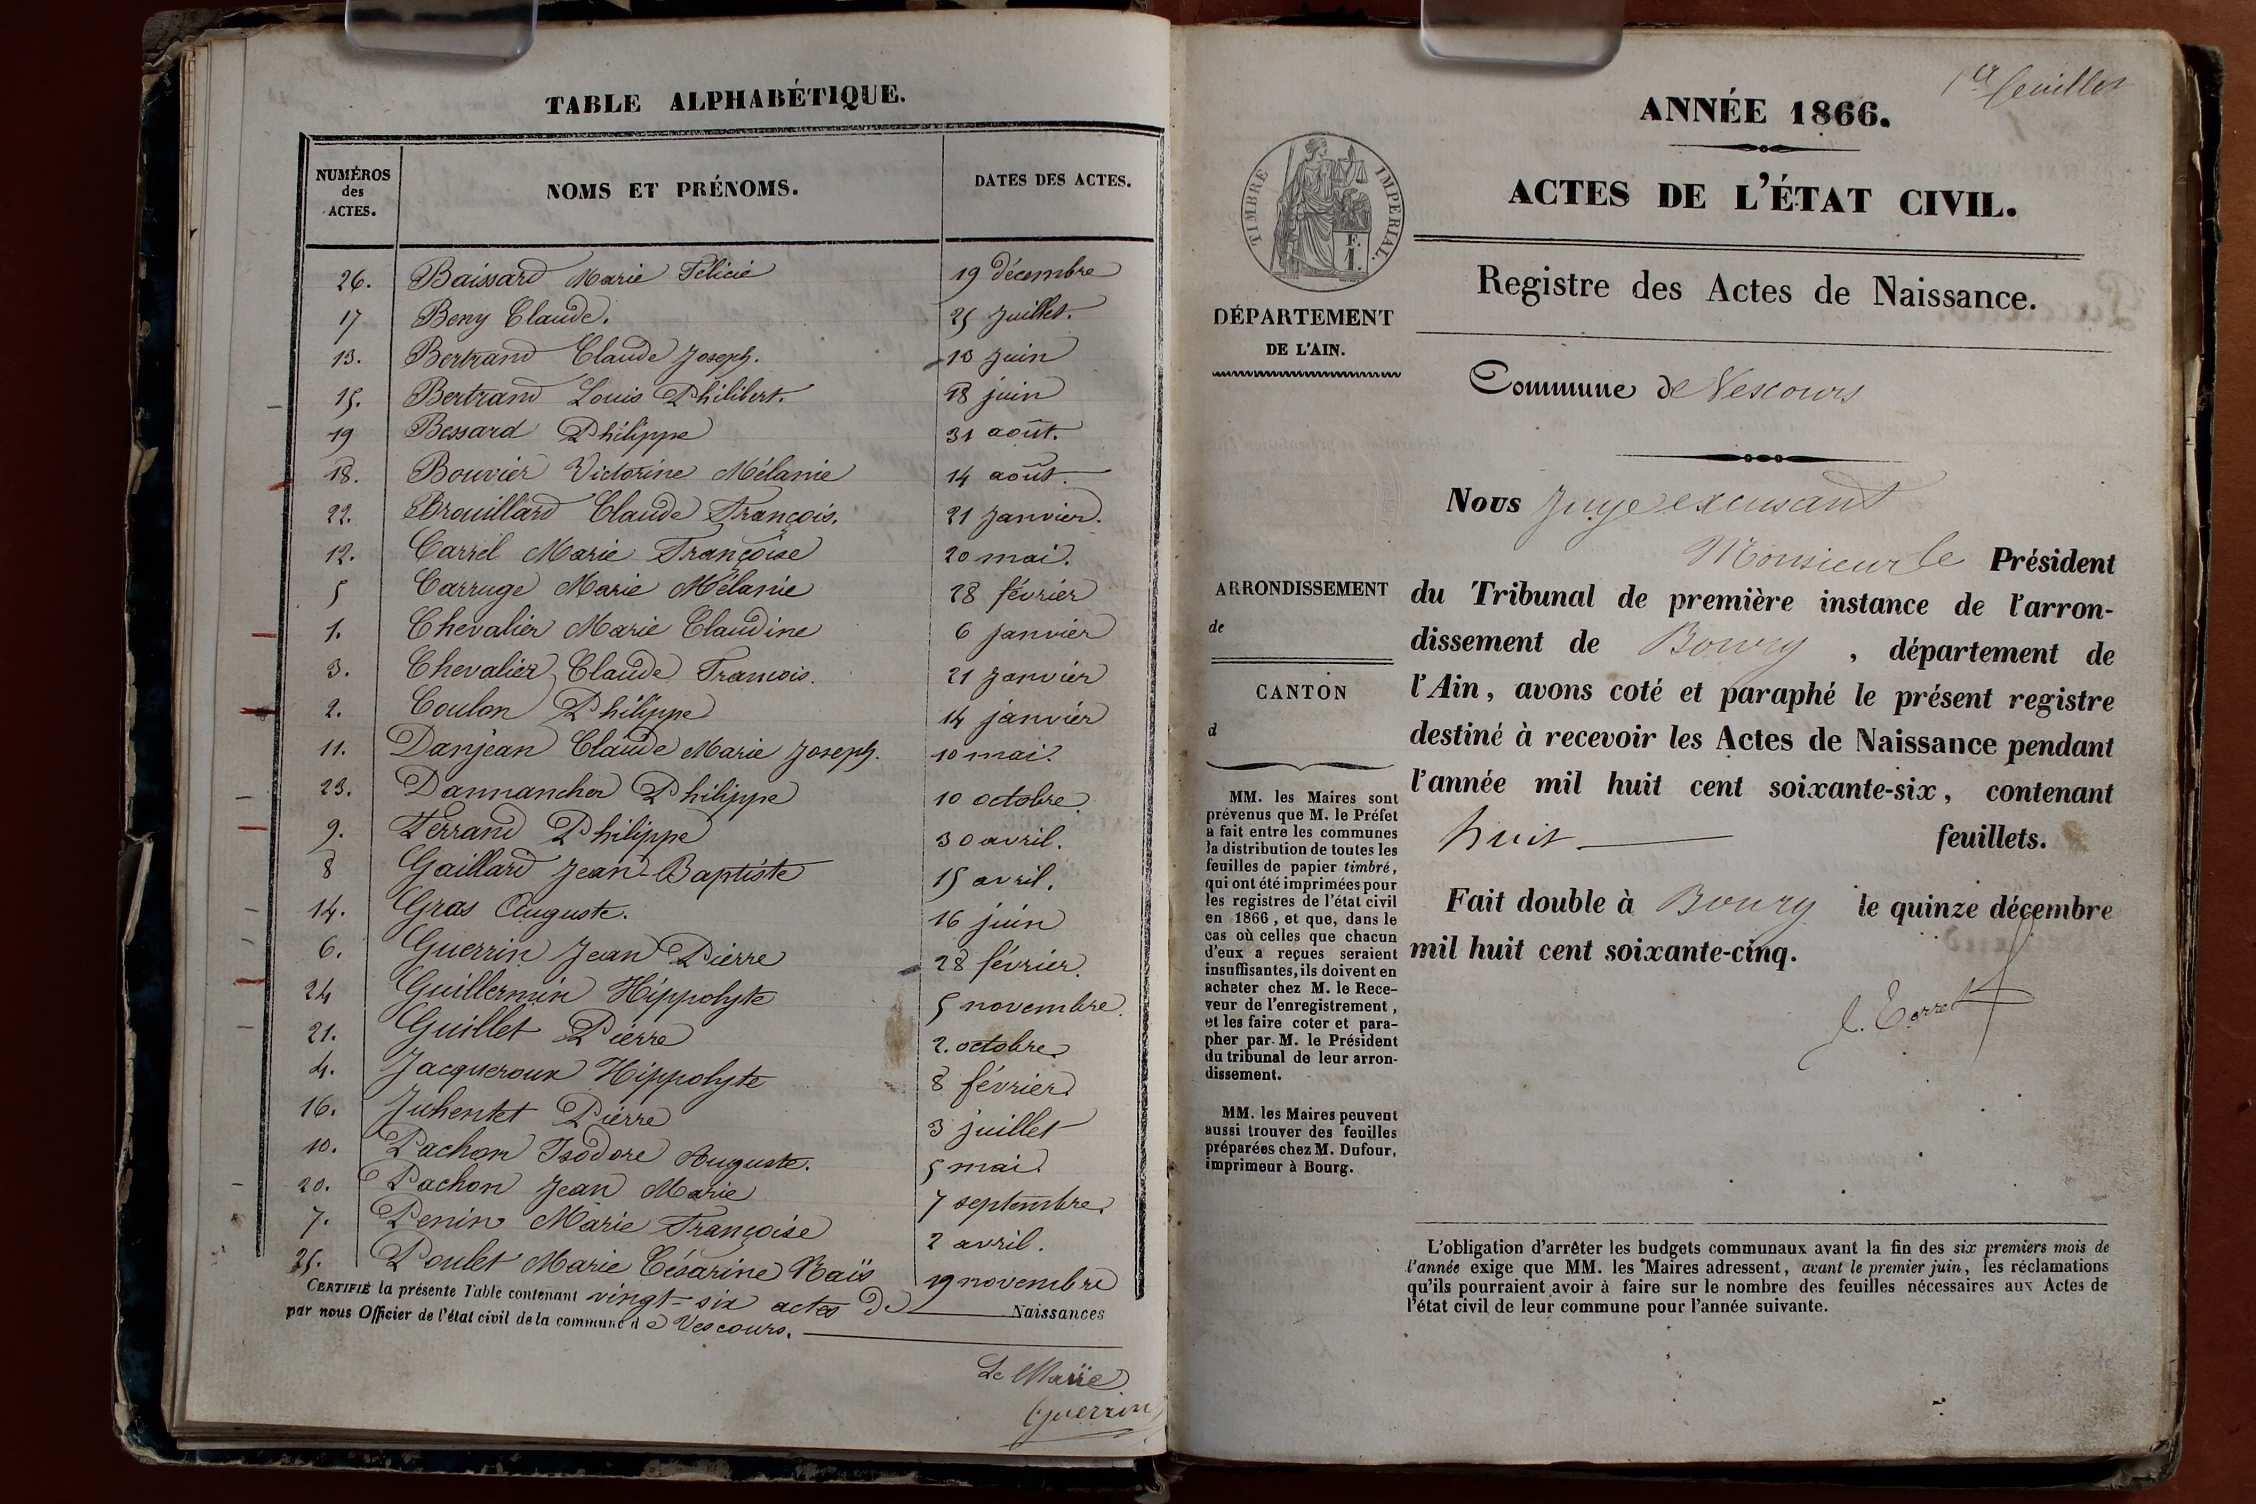 TABLE ALPHABÉTIQUE.
NUMÉROS des ACTES. NOMS ET PRÉNOMS. DATES DES ACTES.
26. Baissard Marie Félicie 19 décembre
17 Beny Claude. 25 Juillet.
13. Bertrand Claude Joseph. 13 Juin
15. Bertrand Louis Philibert. 18 juin
19 Bessard Philippe 31 août.
18. Bouvier Victorine Mélanie 14 août.
22. Brouillard Claude François. 21 Janvier.
12. Carrel Marie Françoise 20 mai.
5 Carruge Marie Mélanie 28 février
1. Chevalier Marie Claudine 6 janvier
3. Chevalier Claude Francois. 21 Janvier
2. Coulon Philippe 14 janvier
11. Danjean Claude Marie Joseph. 10 mai.
23. Dannancher Philippe 10 octobre.
9. Ferrand Philippe 30 avril.
8 Gaillard Jean-Baptiste 15 avril.
14. Gras Auguste. 16 juin
6. Guerrin Jean Pierre 28 février.
24 Guillermin Hippolyte 5 novembre.
21. Guillet Pierre 2. octobre.
4. Jacqueroux Hippolyte 8 février.
16. Juhentet Pierre 3 juillet
10. Pachon Isodore Auguste. 5 mai.
20. Pachon Jean Marie 7 septembre.
7. Penin Marie Françoise 2 avril.
25. Poulet Marie Césarine Naïs 19 novembre
CERTIFIÉ la présente Table contenant vingt-six actes de Naissances
par nous Officier de l'état civil de la commune de Vescours.
Le Maire
Guerrin
1er feuillet
ANNÉE 1866.
ACTES DE L'ÉTAT CIVIL.
TIMBRE IMPÉRIAL.
F.
1.
Registre des Actes de Naissance.
DÉPARTEMENT
DE L'AIN.
Commune de Vescours
Nous Juge excusant
Monsieur le Président
du Tribunal de première instance de l'arron-
dissement de Bourg, département de
l'Ain, avons coté et paraphé le présent registre
destiné à recevoir les Actes de Naissance pendant
l'année mil huit cent soixante-six, contenant
huit feuillets.
Fait double à Bourg le quinze décembre
mil huit cent soixante-cinq.
ARRONDISSEMENT
de
CANTON
d
MM. les Maires sont
prévenus que M. le Préfet
a fait entre les communes
la distribution de toutes les
feuilles de papier timbré,
qui ont été imprimées pour
les registres de l'état civil
en 1866, et que, dans le
cas où celles que chacun
d'eux a reçues seraient
insuffisantes, ils doivent en
acheter chez M. le Rece-
veur de l'enregistrement,
et les faire coter et para-
pher par M. le Président
du tribunal de leur arron-
dissement.
MM. les Maires peuvent
aussi trouver des feuilles
préparées chez M. Dufour,
imprimeur à Bourg.
L'obligation d'arrêter les budgets communaux avant la fin des six premiers mois de
l'année exige que MM. les Maires adressent, avant le premier juin, les réclamations
qu'ils pourraient avoir à faire sur le nombre des feuilles nécessaires aux Actes de
l'état civil de leur commune pour l'année suivante.